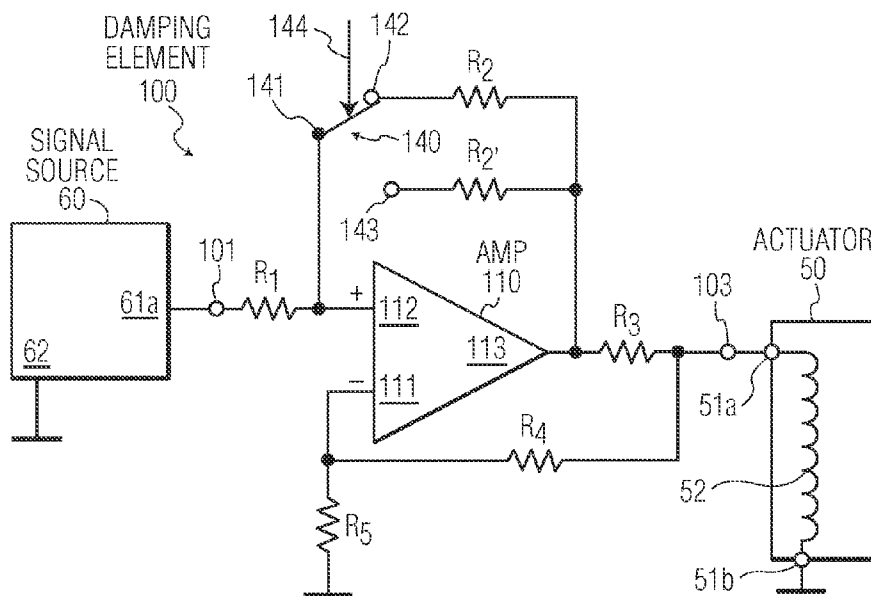 DAMPING
ELEMENT
100
144
142
141
R2
140
SIGNAL
SOURCE
60
R2'
143
101
R1
AMP
110
ACTUATOR
50
61a
+
112
103
R3
62
113
−
111
51a
R4
52
R5
51b